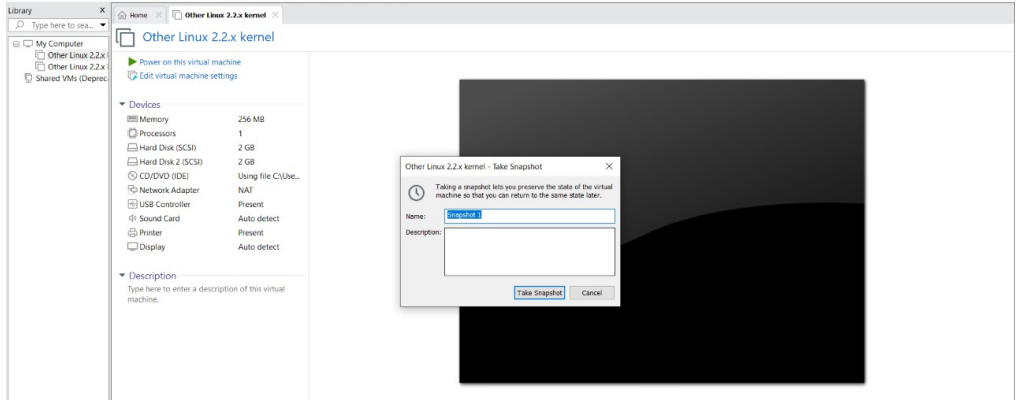 Library X
Type here to sea...
My Computer
Other Linux 2.2.x
Other Linux 2.2.x
Shared VMs (Deprec
Home
Other Linux 2.2.x kernel
Other Linux 2.2.x kernel
Power on this virtual machine
Edit virtual machine settings
Devices
Memory 256 MB
Processors 1
Hard Disk (SCSI) 2 GB
Hard Disk 2 (SCSI) 2 GB
CD/DVD (IDE) Using file C:\Use...
Network Adapter NAT
USB Controller Present
Sound Card Auto detect
Printer Present
Display Auto detect
Description
Type here to enter a description of this virtual
machine.
Other Linux 2.2.x kernel - Take Snapshot
Taking a snapshot lets you preserve the state of the virtual
machine so that you can return to the same state later.
Name: Snapshot 1
Description:
Take Snapshot Cancel